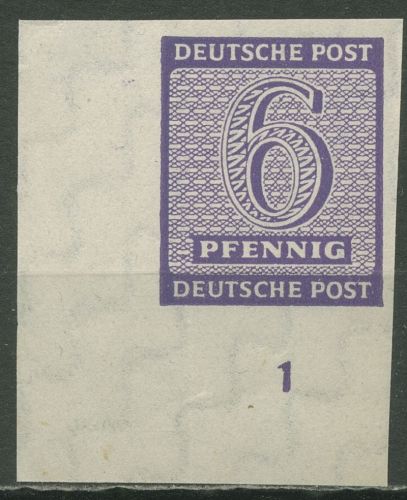 DEUTSCHE POST
6
PFENNIG
DEUTSCHE POST
1